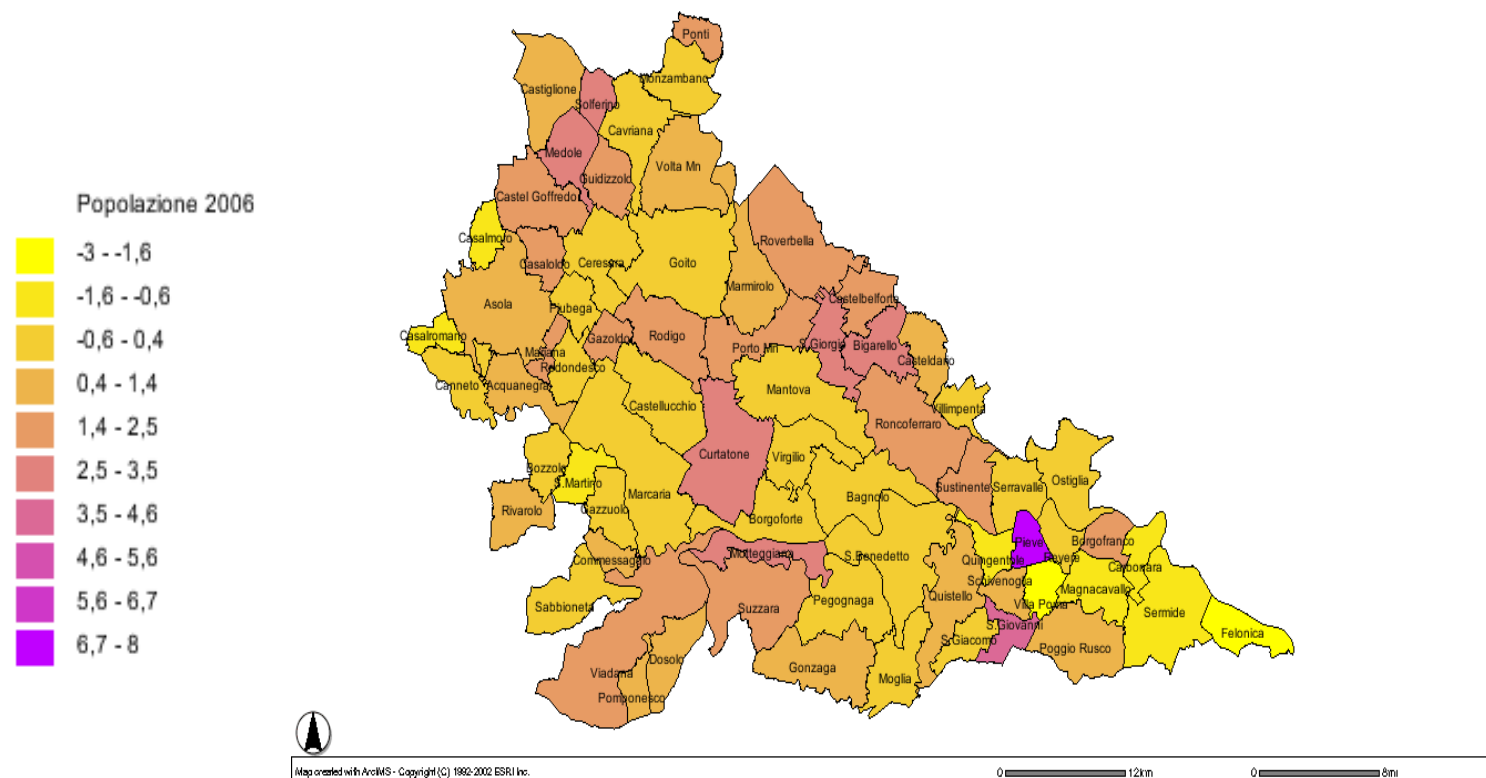 Popolazione 2006
-3 - -1,6
-1,6 - -0,6
-0,6 - 0,4
0,4 - 1,4
1,4 - 2,5
2,5 - 3,5
3,5 - 4,6
4,6 - 5,6
5,6 - 6,7
6,7 - 8
Ponti
Monzambano
Castiglione
Solferino
Cavriana
Medole
Volta Mn
Guidizzolo
Castel Goffredo
Casalmoro
Roverbella
Casaloldo
Ceresara
Goito
Marmirolo
Castelbelforte
Asola
Piubega
Casalromano
Gazoldo
Rodigo
Porto Mn
S.Giorgio
Bigarello
Casteldario
Mariana
Redondesco
Canneto
Acquanegra
Mantova
Castellucchio
Villimpenta
Roncoferraro
Curtatone
Virgilio
Bozzolo
S.Martino
Marcaria
Bagnolo
Sustinente
Serravalle
Ostiglia
Rivarolo
Gazzuolo
Borgoforte
Pieve
Borgofranco
Motteggiana
S.Benedetto
Quingentole
Revere
Commessaggio
Carbonara
Schivenoglia
Magnacavallo
Quistello
Sabbioneta
Suzzara
Pegognaga
Villa Poma
Sermide
S.Giovanni
Felonica
S.Giacomo
Poggio Rusco
Dosolo
Gonzaga
Viadana
Moglia
Pomponesco
Map created with ArcIMS - Copyright (C) 1992-2002 ESRI Inc.
0 12km
0 8mi